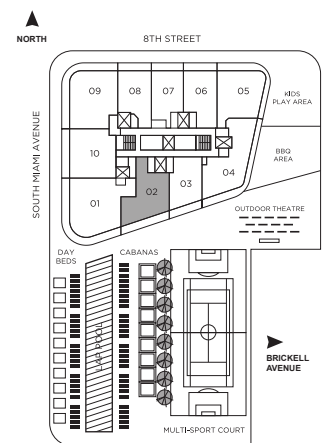 NORTH
8TH STREET
09
08
07
06
05
KIDS
PLAY AREA
SOUTH MIAMI AVENUE
10
BBQ
AREA
04
03
02
01
OUTDOOR THEATRE
DAY
BEDS
CABANAS
LAP POOL
BRICKELL
AVENUE
MULTI-SPORT COURT